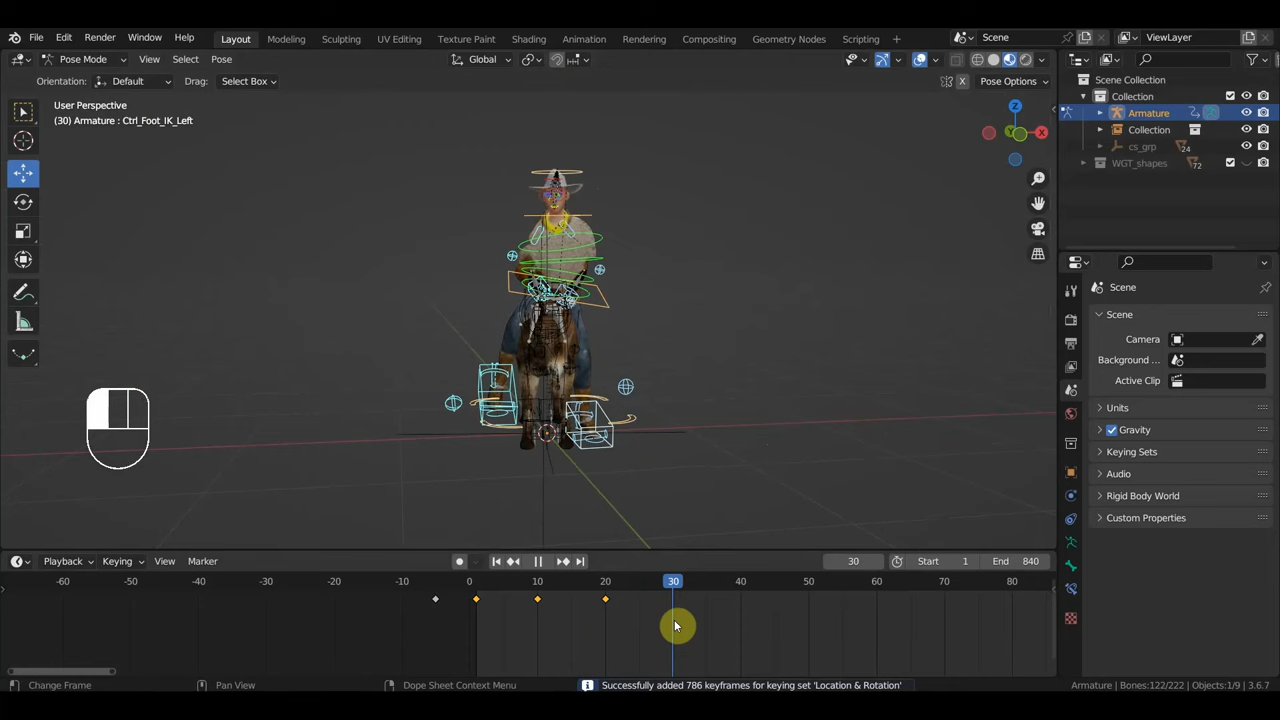 File Edit Render Window Help Layout Modeling Sculpting UV Editing Texture Paint Shading Animation Rendering Compositing Geometry Nodes Scripting + Scene ViewLayer
Pose Mode View Select Pose Global
Orientation: Default Drag: Select Box X Pose Options
Scene Collection
Collection
Armature
Collection
cs_grp 24
WGT_shapes 72
User Perspective
(30) Armature : Ctrl_Foot_IK_Left
Z
X
Y
Scene
Scene
Camera
Background ...
Active Clip
Units
Gravity
Keying Sets
Audio
Rigid Body World
Custom Properties
Playback Keying View Marker 30 Start 1 End 840
-60 -50 -40 -30 -20 -10 0 10 20 30 40 50 60 70 80
Change Frame Pan View Dope Sheet Context Menu Successfully added 786 keyframes for keying set 'Location & Rotation' Armature | Bones:122/222 | Objects:1/9 | 3.6.7